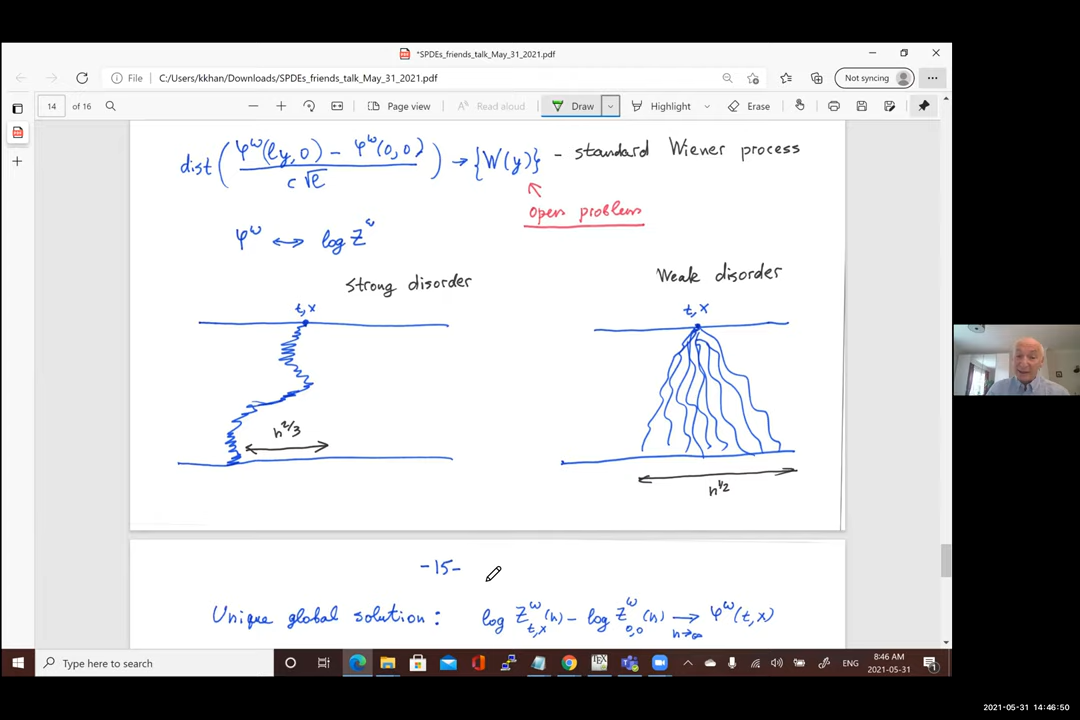 *SPDEs_friends_talk_May_31_2021.pdf
File C:/Users/kkhan/Downloads/SPDEs_friends_talk_May_31_2021.pdf Not syncing
14 of 16 Page view Read aloud Draw Highlight Erase
dist( (φ^ω(ly,0) − φ^ω(0,0)) / (c√l) ) → {W(y)} - standard Wiener process
Open problem
φ^ω ↔ log Z^ω
Strong disorder
Weak disorder
t,x
t,x
n^2/3
n^1/2
-15-
Unique global solution: log Z^ω_t,x(n) − log Z^ω_0,0(n) → n→∞ φ^ω(t,x)
Type here to search
ENG
8:46 AM
2021-05-31
1
2021-05-31 14:46:50